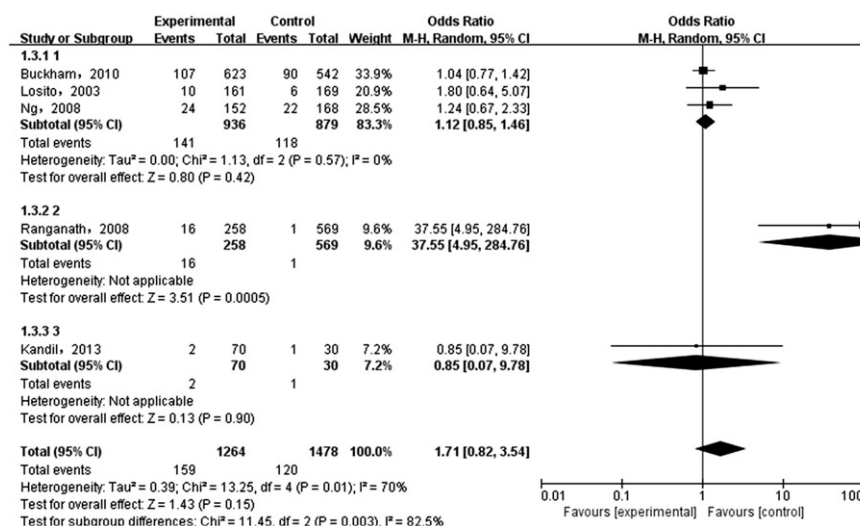 Experimental Control Odds Ratio Odds Ratio
Study or Subgroup Events Total Events Total Weight M-H, Random, 95% CI M-H, Random, 95% CI
1.3.1 1
Buckham，2010 107 623 90 542 33.9% 1.04 [0.77, 1.42]
Losito，2003 10 161 6 169 20.9% 1.80 [0.64, 5.07]
Ng，2008 24 152 22 168 28.5% 1.24 [0.67, 2.33]
Subtotal (95% CI) 936 879 83.3% 1.12 [0.85, 1.46]
Total events 141 118
Heterogeneity: Tau² = 0.00; Chi² = 1.13, df = 2 (P = 0.57); I² = 0%
Test for overall effect: Z = 0.80 (P = 0.42)
1.3.2 2
Ranganath，2008 16 258 1 569 9.6% 37.55 [4.95, 284.76]
Subtotal (95% CI) 258 569 9.6% 37.55 [4.95, 284.76]
Total events 16 1
Heterogeneity: Not applicable
Test for overall effect: Z = 3.51 (P = 0.0005)
1.3.3 3
Kandil，2013 2 70 1 30 7.2% 0.85 [0.07, 9.78]
Subtotal (95% CI) 70 30 7.2% 0.85 [0.07, 9.78]
Total events 2 1
Heterogeneity: Not applicable
Test for overall effect: Z = 0.13 (P = 0.90)
Total (95% CI) 1264 1478 100.0% 1.71 [0.82, 3.54]
Total events 159 120
Heterogeneity: Tau² = 0.39; Chi² = 13.25, df = 4 (P = 0.01); I² = 70%
Test for overall effect: Z = 1.43 (P = 0.15)
Test for subgroup differences: Chi² = 11.45, df = 2 (P = 0.003), I² = 82.5%
0.01 0.1 1 10 100
Favours [experimental] Favours [control]